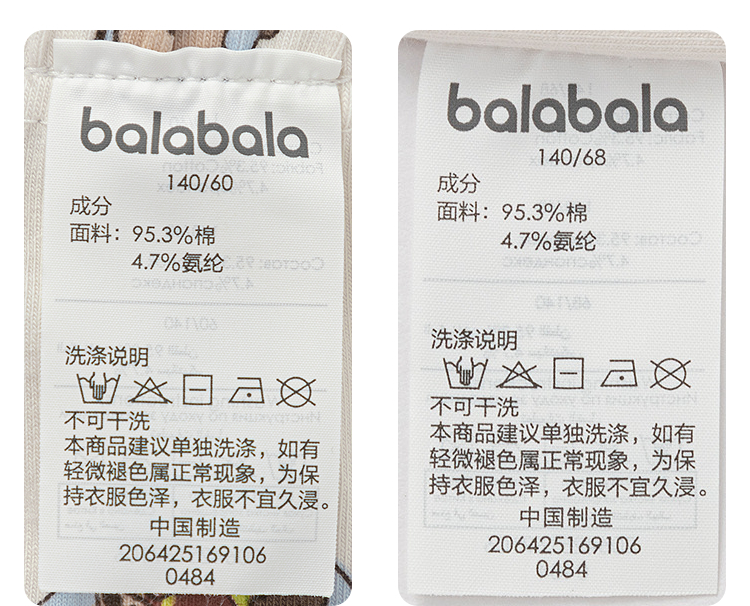 balabala
140/60
成分
面料：95.3%棉
4.7%氨纶
洗涤说明
不可干洗
本商品建议单独洗涤，如有
轻微褪色属正常现象，为保
持衣服色泽，衣服不宜久浸。
中国制造
206425169106
0484
balabala
140/68
成分
面料：95.3%棉
4.7%氨纶
洗涤说明
不可干洗
本商品建议单独洗涤，如有
轻微褪色属正常现象，为保
持衣服色泽，衣服不宜久浸。
中国制造
206425169106
0484